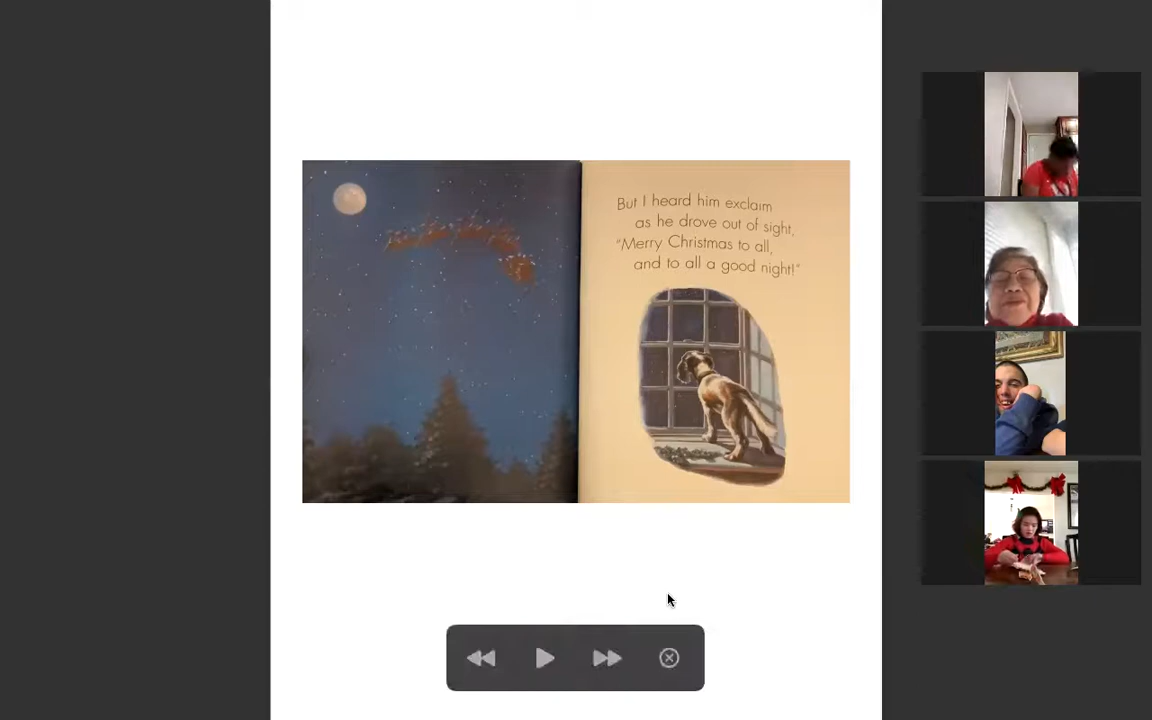 But I heard him exclaim
as he drove out of sight,
"Merry Christmas to all,
and to all a good night!"